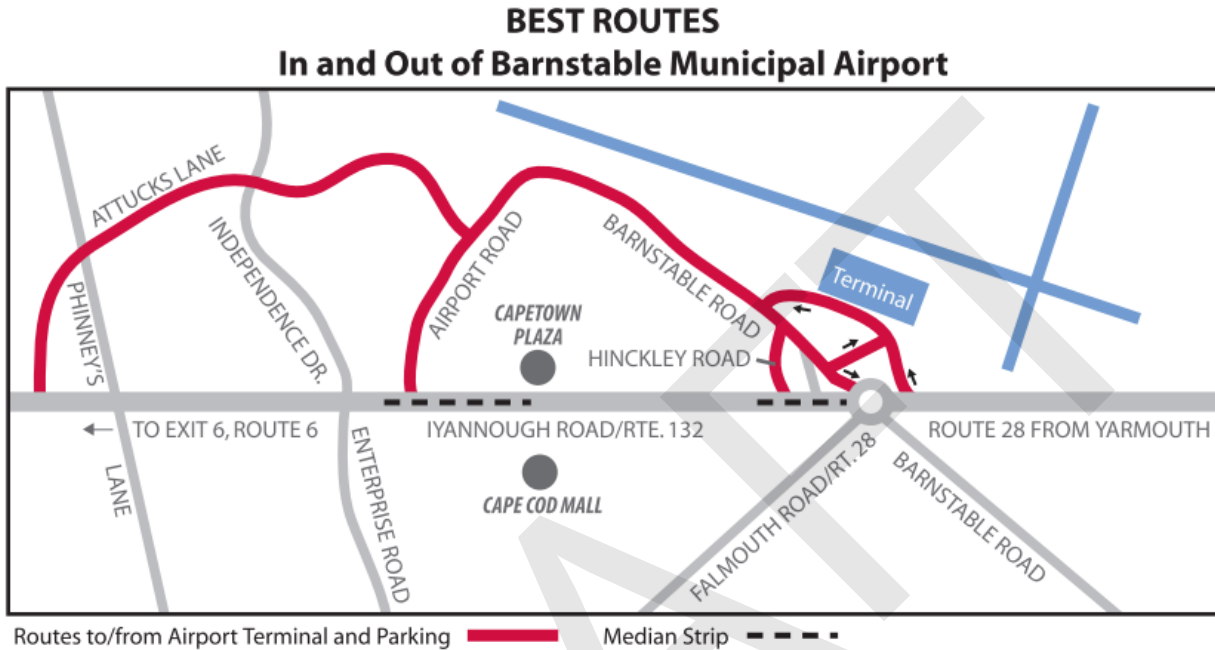 BEST ROUTES
In and Out of Barnstable Municipal Airport
ATTUCKS LANE
INDEPENDENCE DR.
PHINNEY'S
LANE
AIRPORT ROAD
BARNSTABLE ROAD
Terminal
CAPETOWN
PLAZA
HINCKLEY ROAD
TO EXIT 6, ROUTE 6
IYANNOUGH ROAD/RTE. 132
ROUTE 28 FROM YARMOUTH
ENTERPRISE ROAD
CAPE COD MALL
FALMOUTH ROAD/RT. 28
BARNSTABLE ROAD
Routes to/from Airport Terminal and Parking
Median Strip